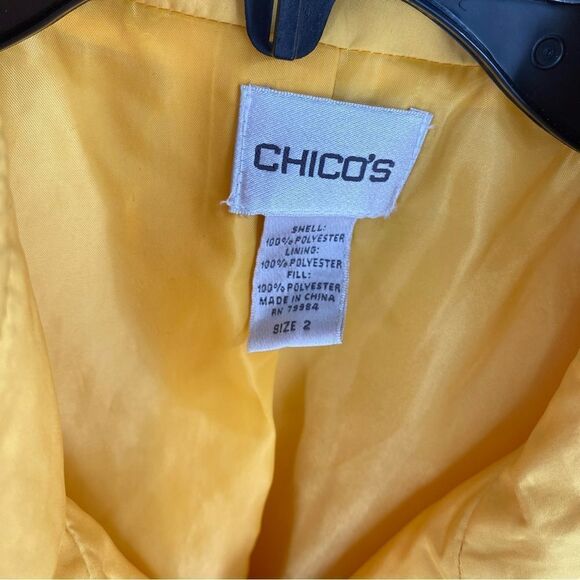 CHICO'S
SHELL:
100% POLYESTER
LINING:
100% POLYESTER
FILL:
100% POLYESTER
MADE IN CHINA
RN 79984
SIZE 2